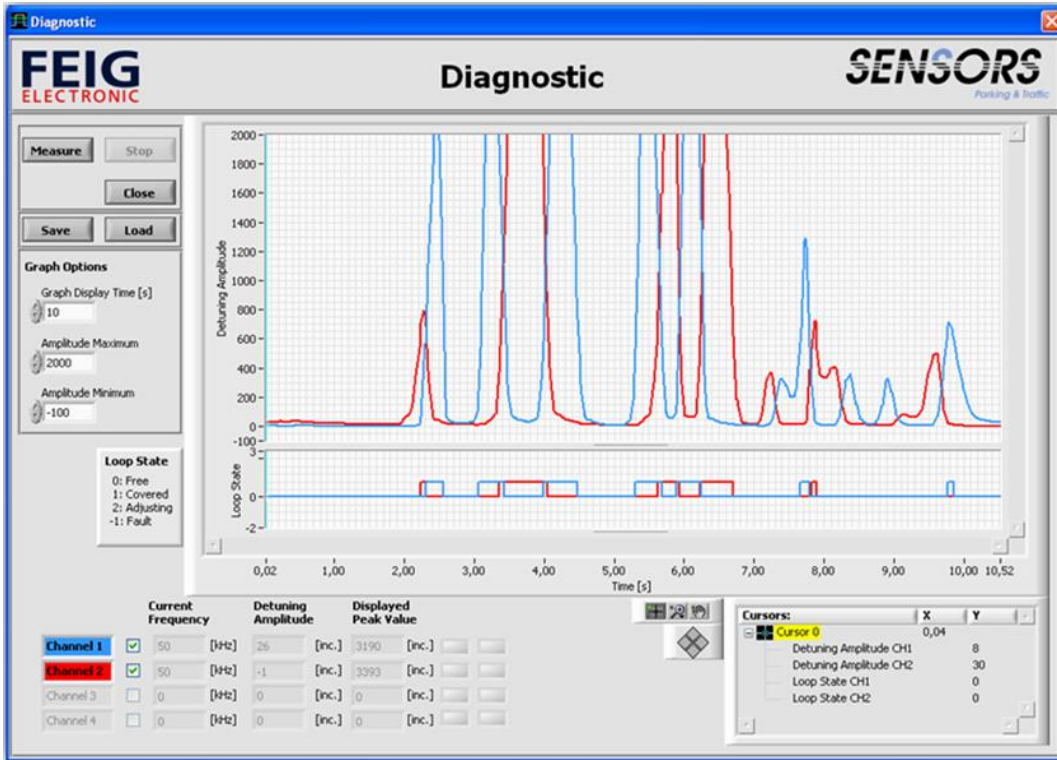 Diagnostic
FEIG
ELECTRONIC
Diagnostic
SENSORS
Parking & Traffic
Measure Stop
Close
Save Load
Graph Options
Graph Display Time [s]
10
Amplitude Maximum
2000
Amplitude Minimum
-100
Loop State
0: Free
1: Covered
2: Adjusting
-1: Fault
Detuning Amplitude
2000
1800
1600
1400
1200
1000
800
600
400
200
0
-100
Loop State
3
0
-2
0,02 1,00 2,00 3,00 4,00 5,00 6,00 7,00 8,00 9,00 10,00 10,52
Time [s]
Current Frequency Detuning Amplitude Displayed Peak Value
Channel 1 50 [kHz] 26 [inc.] 3190 [inc.]
Channel 2 50 [kHz] -1 [inc.] 3393 [inc.]
Channel 3 0 [kHz] 0 [inc.] 0 [inc.]
Channel 4 0 [kHz] 0 [inc.] 0 [inc.]
Cursors: X Y
Cursor 0 0,04
Detuning Amplitude CH1 8
Detuning Amplitude CH2 30
Loop State CH1 0
Loop State CH2 0